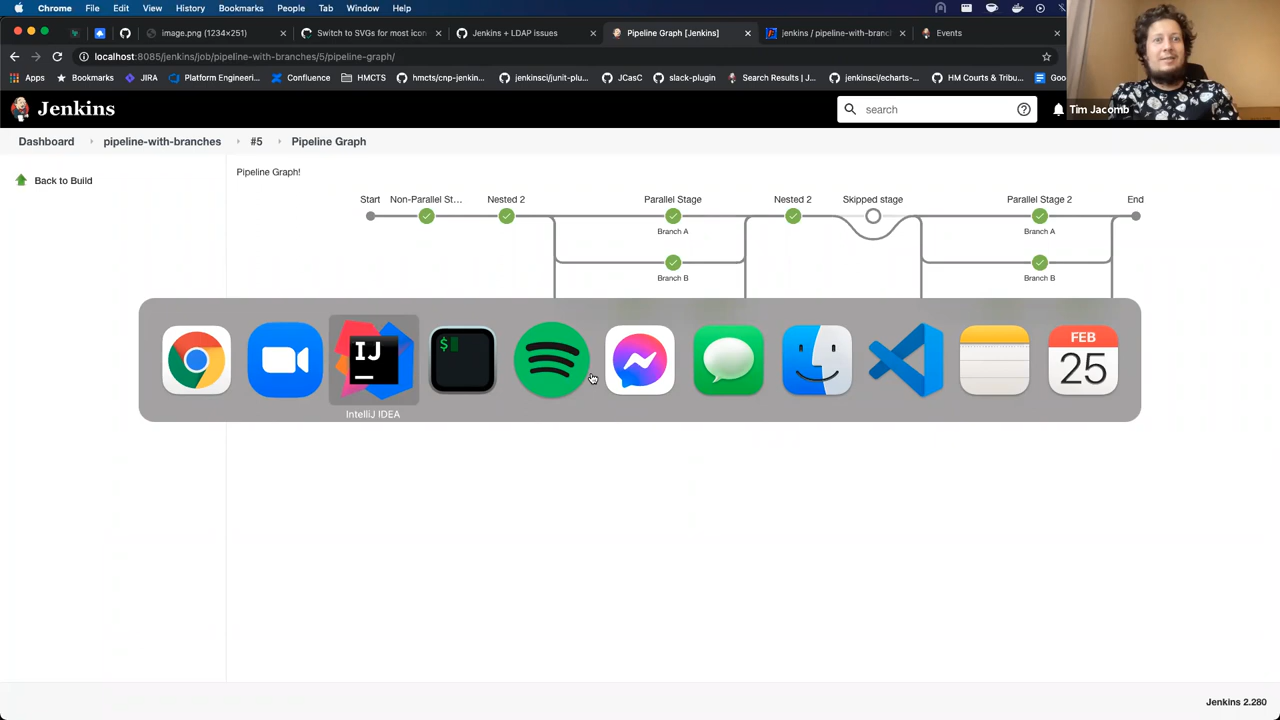 Chrome File Edit View History Bookmarks People Tab Window Help
image.png (1234×251)
Switch to SVGs for most icon
Jenkins + LDAP issues
Pipeline Graph [Jenkins]
jenkins / pipeline-with-branch
Events
localhost:8085/jenkins/job/pipeline-with-branches/5/pipeline-graph/
Apps Bookmarks JIRA Platform Engineeri... Confluence HMCTS hmcts/cnp-jenkin... jenkinsci/junit-plu... JCasC slack-plugin Search Results | J... jenkinsci/echarts-... HM Courts & Tribu... Goo
Tim Jacomb
Jenkins
search
Dashboard pipeline-with-branches #5 Pipeline Graph
Back to Build
Pipeline Graph!
Start Non-Parallel St... Nested 2 Parallel Stage Nested 2 Skipped stage Parallel Stage 2 End
Branch A Branch A
Branch B Branch B
IJ
$
FEB
25
IntelliJ IDEA
Jenkins 2.280